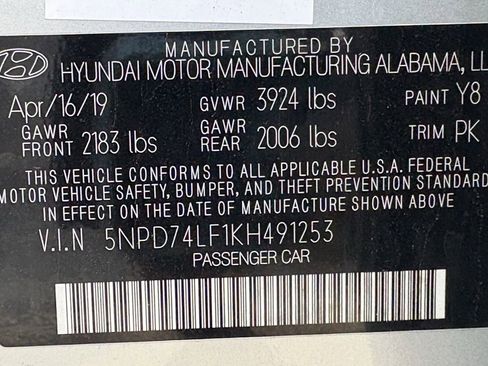 MANUFACTURED BY
HYUNDAI MOTOR MANUFACTURING ALABAMA, LL
Apr/16/19 GVWR 3924 lbs PAINT Y8
GAWR FRONT 2183 lbs GAWR REAR 2006 lbs TRIM PK
THIS VEHICLE CONFORMS TO ALL APPLICABLE U.S.A. FEDERAL
MOTOR VEHICLE SAFETY, BUMPER, AND THEFT PREVENTION STANDARD
IN EFFECT ON THE DATE OF MANUFACTURE SHOWN ABOVE
V.I.N 5NPD74LF1KH491253
PASSENGER CAR